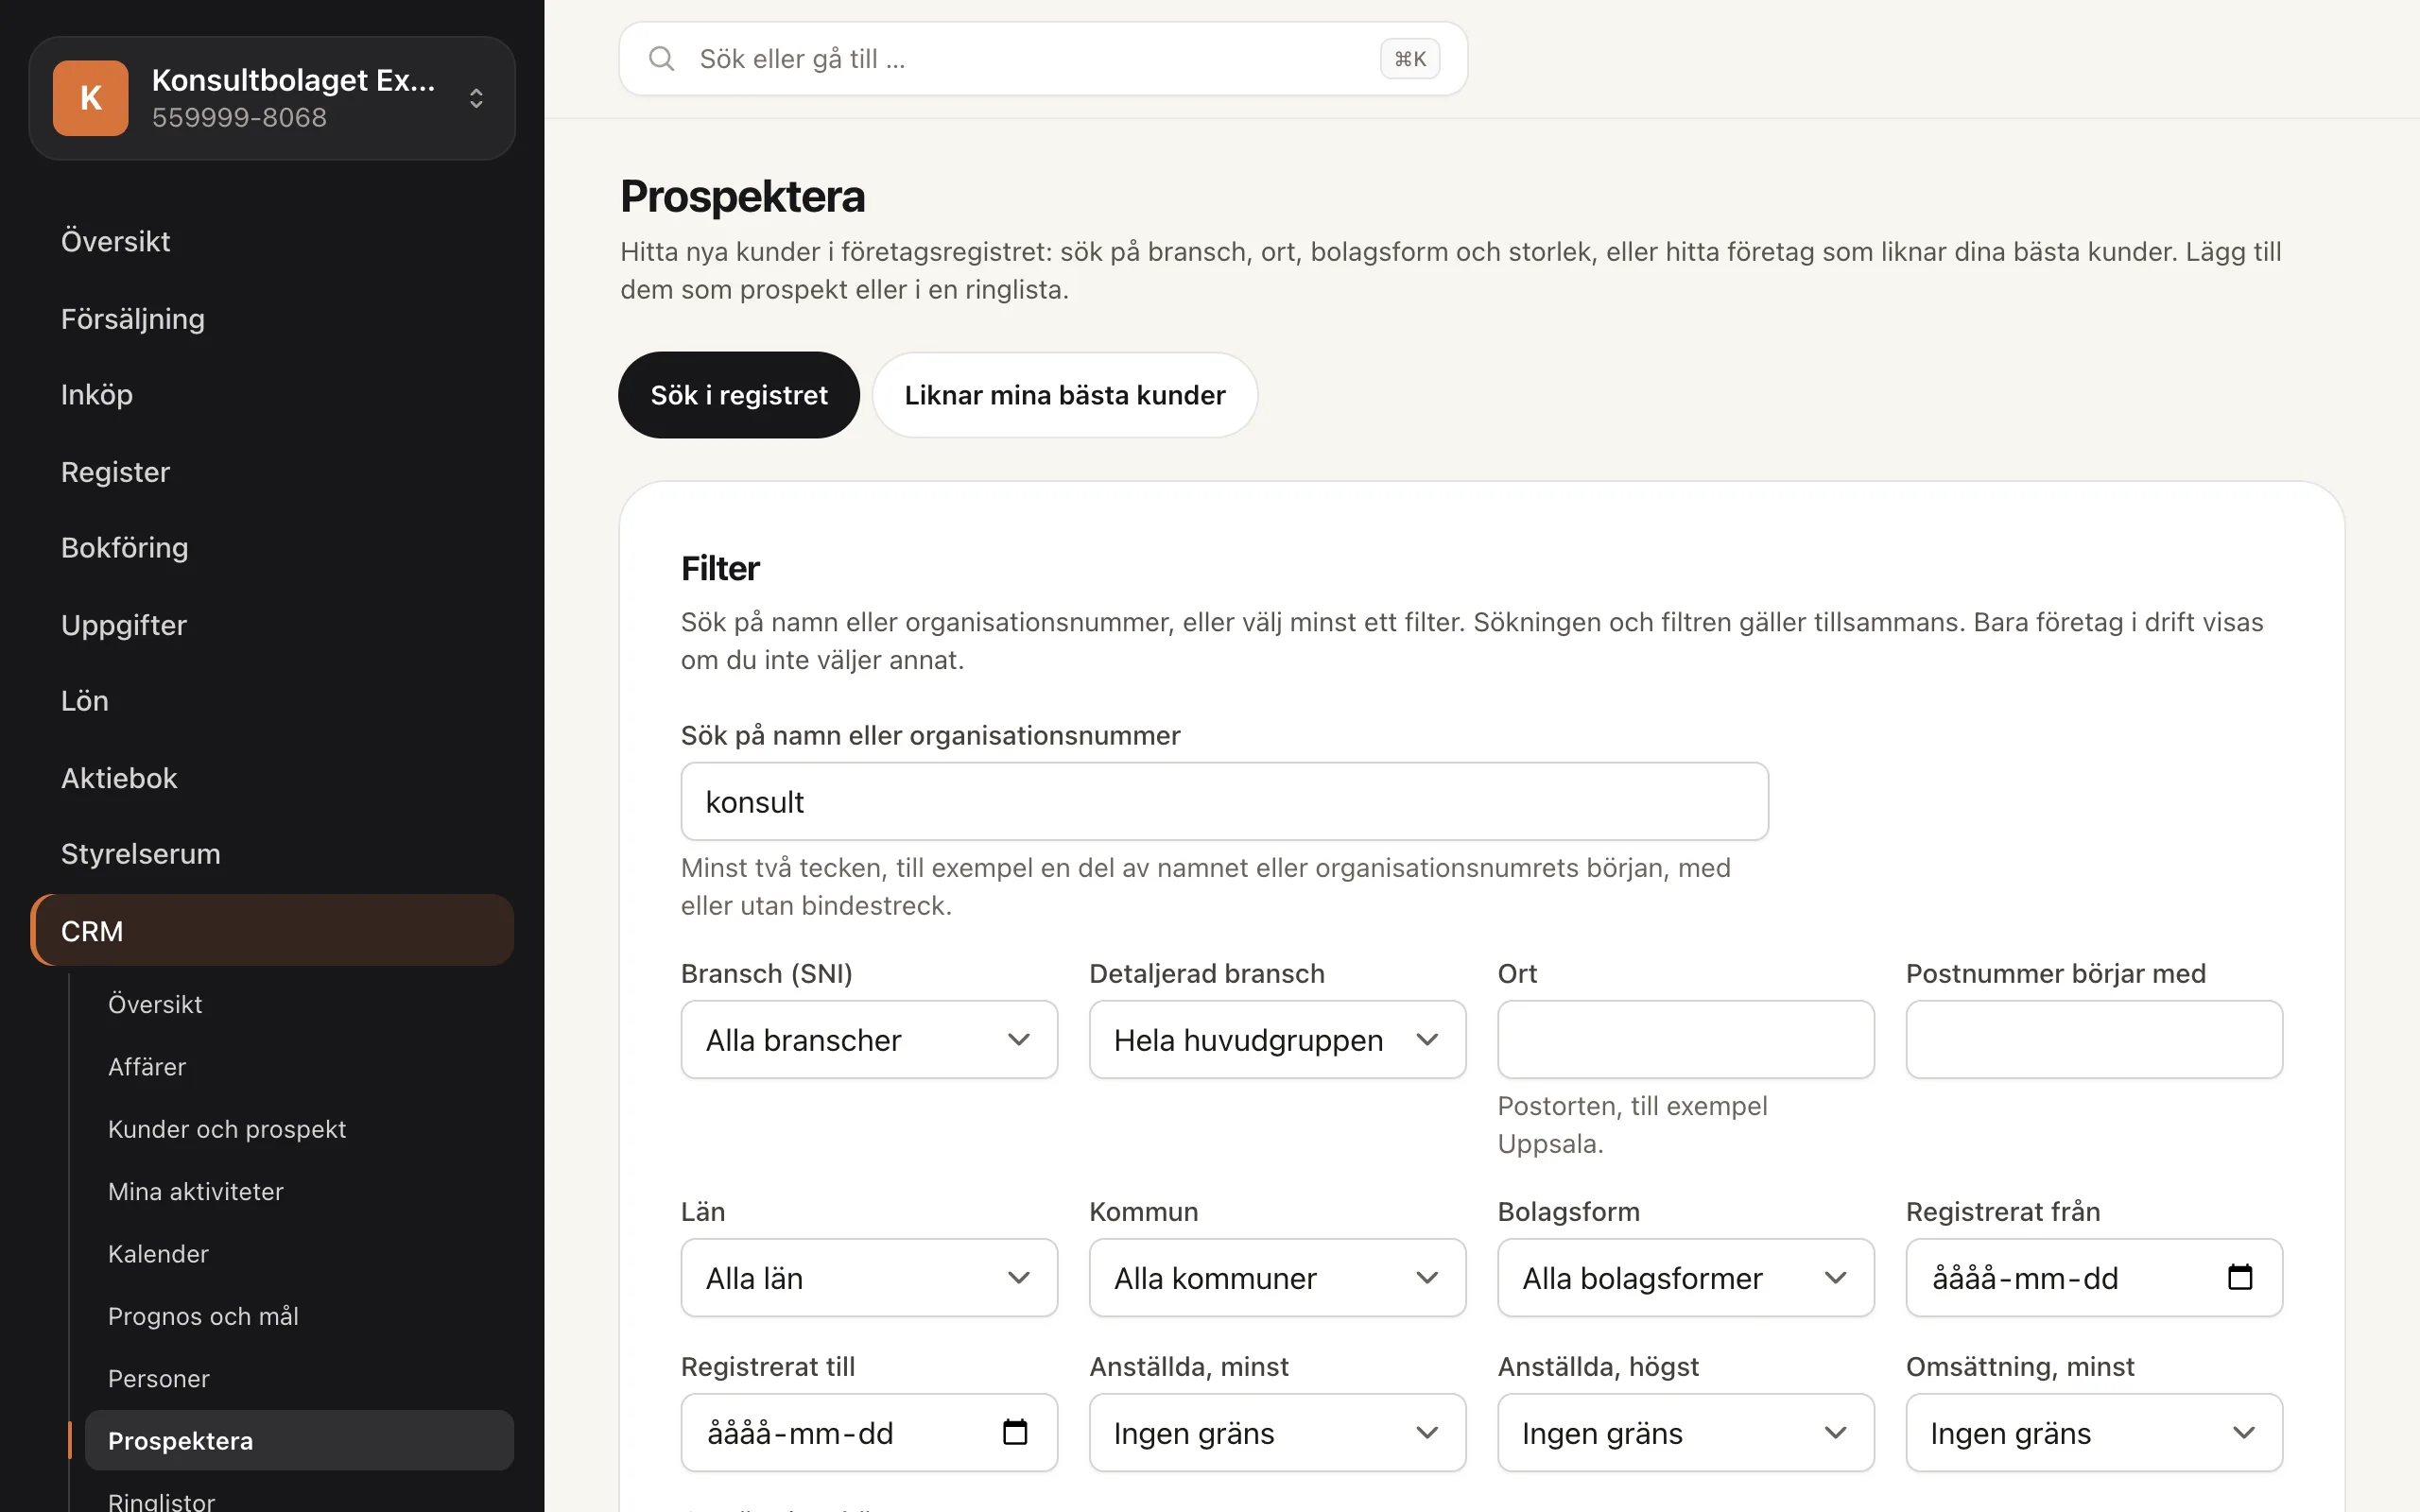 K
Konsultbolaget Ex...
559999-8068
Översikt
Försäljning
Inköp
Register
Bokföring
Uppgifter
Lön
Aktiebok
Styrelserum
CRM
Översikt
Affärer
Kunder och prospekt
Mina aktiviteter
Kalender
Prognos och mål
Personer
Prospektera
Ringlistor
Sök eller gå till ...
⌘K
Prospektera
Hitta nya kunder i företagsregistret: sök på bransch, ort, bolagsform och storlek, eller hitta företag som liknar dina bästa kunder. Lägg till
dem som prospekt eller i en ringlista.
Sök i registret
Liknar mina bästa kunder
Filter
Sök på namn eller organisationsnummer, eller välj minst ett filter. Sökningen och filtren gäller tillsammans. Bara företag i drift visas
om du inte väljer annat.
Sök på namn eller organisationsnummer
konsult
Minst två tecken, till exempel en del av namnet eller organisationsnumrets början, med
eller utan bindestreck.
Bransch (SNI)
Alla branscher
Detaljerad bransch
Hela huvudgruppen
Ort
Postorten, till exempel
Uppsala.
Postnummer börjar med
Län
Alla län
Kommun
Alla kommuner
Bolagsform
Alla bolagsformer
Registrerat från
åååå-mm-dd
Registrerat till
åååå-mm-dd
Anställda, minst
Ingen gräns
Anställda, högst
Ingen gräns
Omsättning, minst
Ingen gräns